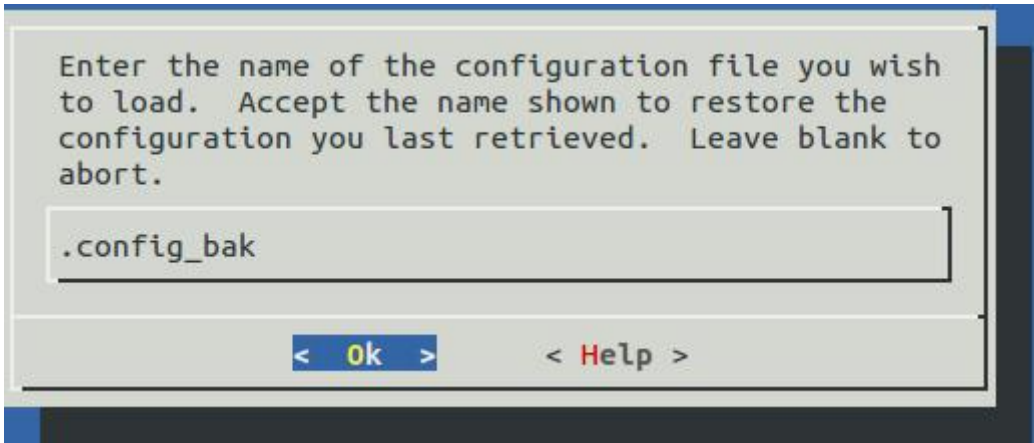 Enter the name of the configuration file you wish
to load.  Accept the name shown to restore the
configuration you last retrieved.  Leave blank to
abort.
.config_bak
<  Ok  >      < Help >